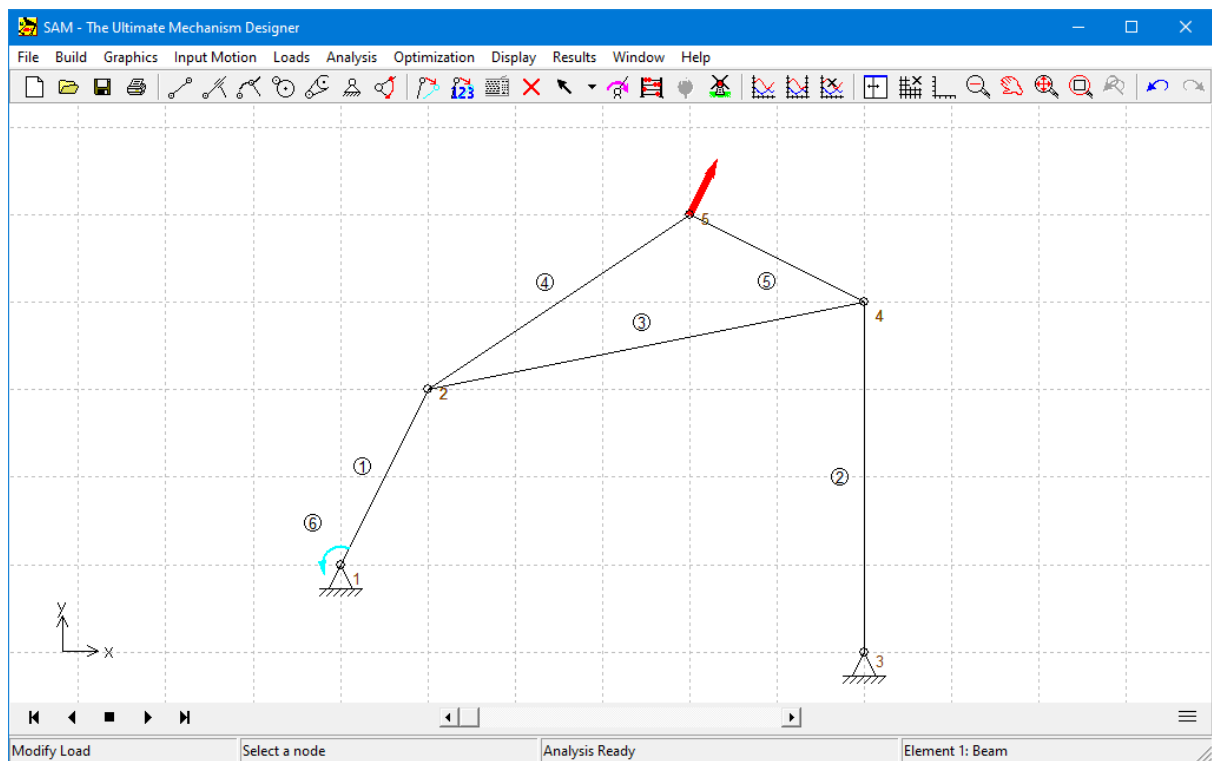 SAM - The Ultimate Mechanism Designer
File Build Graphics Input Motion Loads Analysis Optimization Display Results Window Help
123
5
④
⑤
③
4
2
①
②
⑥
1
y
x
3
Modify Load Select a node Analysis Ready Element 1: Beam